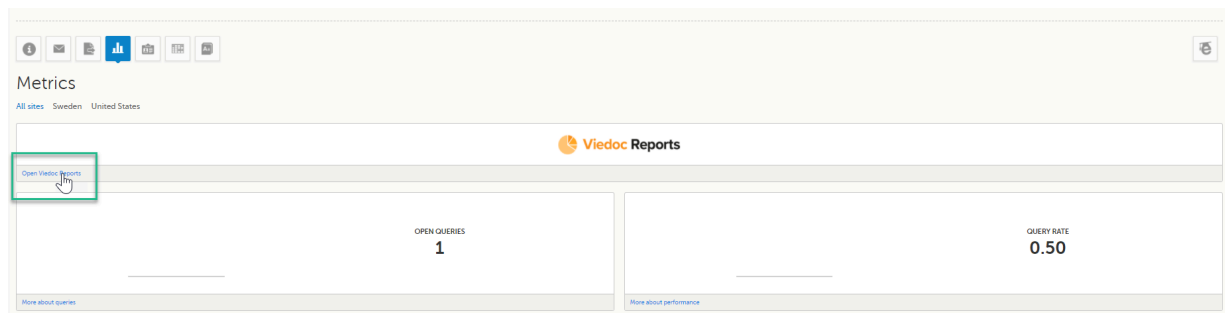 Metrics
All sites Sweden United States
Viedoc Reports
Open Viedoc Reports
OPEN QUERIES
1
More about queries
QUERY RATE
0.50
More about performance